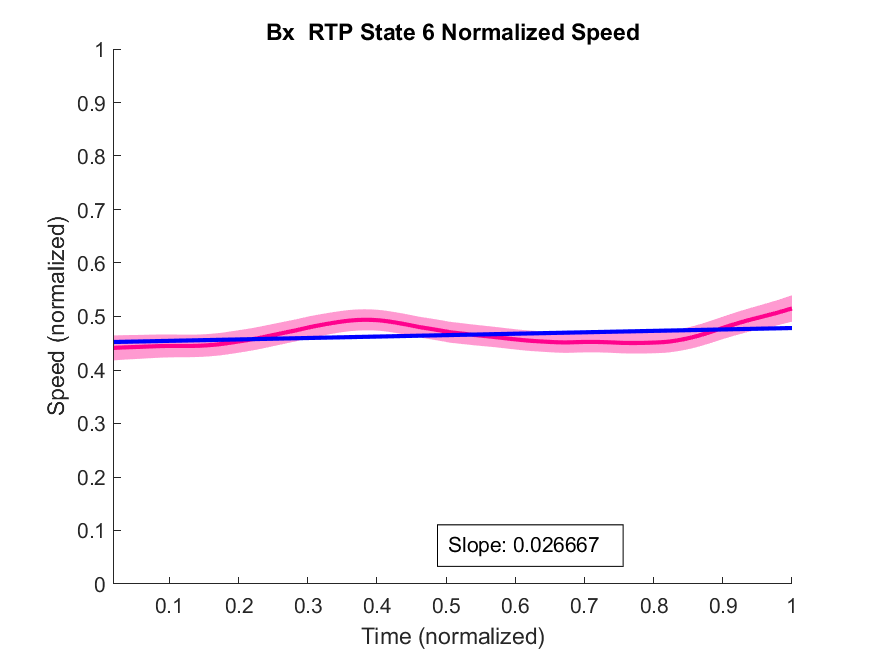 Bx  RTP State 6 Normalized Speed
1
0.9
0.8
0.7
0.6
0.5
0.4
0.3
0.2
0.1
0
Speed (normalized)
Slope: 0.026667
0.1 0.2 0.3 0.4 0.5 0.6 0.7 0.8 0.9 1
Time (normalized)